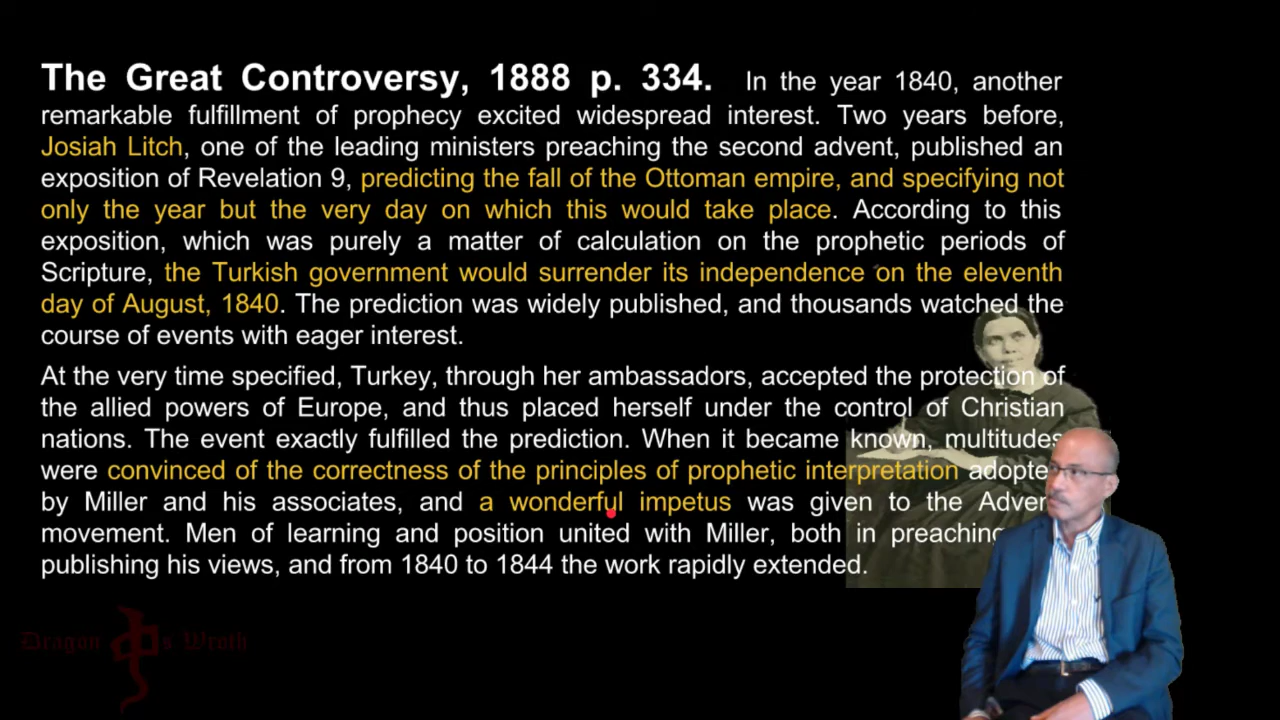 The Great Controversy, 1888 p. 334. In the year 1840, another
remarkable fulfillment of prophecy excited widespread interest. Two years before,
Josiah Litch, one of the leading ministers preaching the second advent, published an
exposition of Revelation 9, predicting the fall of the Ottoman empire, and specifying not
only the year but the very day on which this would take place. According to this
exposition, which was purely a matter of calculation on the prophetic periods of
Scripture, the Turkish government would surrender its independence on the eleventh
day of August, 1840. The prediction was widely published, and thousands watched the
course of events with eager interest.
At the very time specified, Turkey, through her ambassadors, accepted the protection of
the allied powers of Europe, and thus placed herself under the control of Christian
nations. The event exactly fulfilled the prediction. When it became known, multitudes
were convinced of the correctness of the principles of prophetic interpretation adopte
by Miller and his associates, and a wonderful impetus was given to the Adven
movement. Men of learning and position united with Miller, both in preaching
publishing his views, and from 1840 to 1844 the work rapidly extended.
Dragon s Wroth